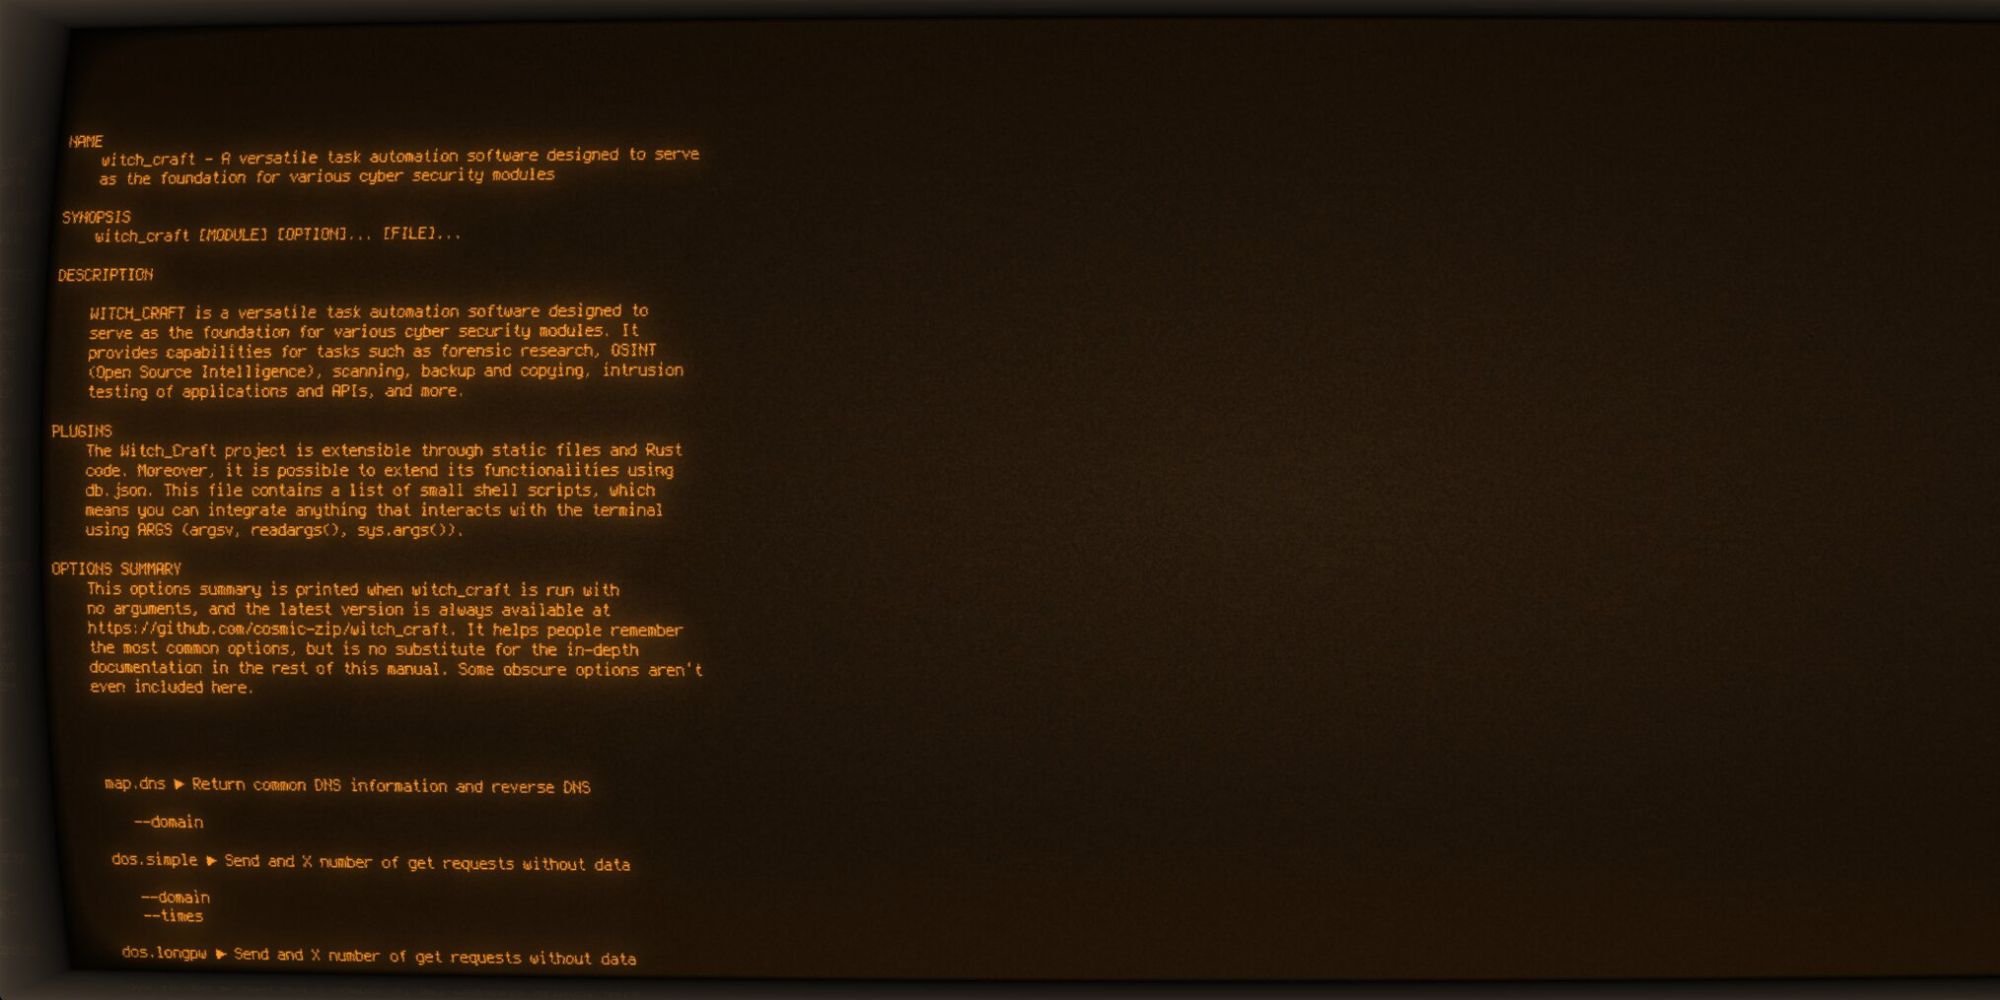 NAME
witch_craft - A versatile task automation software designed to serve
as the foundation for various cyber security modules
SYNOPSIS
witch_craft [MODULE] [OPTION]... [FILE]...
DESCRIPTION
WITCH_CRAFT is a versatile task automation software designed to
serve as the foundation for various cyber security modules. It
provides capabilities for tasks such as forensic research, OSINT
(Open Source Intelligence), scanning, backup and copying, intrusion
testing of applications and APIs, and more.
PLUGINS
The Witch_Craft project is extensible through static files and Rust
code. Moreover, it is possible to extend its functionalities using
db.json. This file contains a list of small shell scripts, which
means you can integrate anything that interacts with the terminal
using ARGS (argsv, readargs(), sys.args()).
OPTIONS SUMMARY
This options summary is printed when witch_craft is run with
no arguments, and the latest version is always available at
https://github.com/cosmic-zip/witch_craft. It helps people remember
the most common options, but is no substitute for the in-depth
documentation in the rest of this manual. Some obscure options aren't
even included here.
map.dns ► Return common DNS information and reverse DNS
--domain
dos.simple ► Send and X number of get requests without data
--domain
--times
dos.longpw ► Send and X number of get requests without data